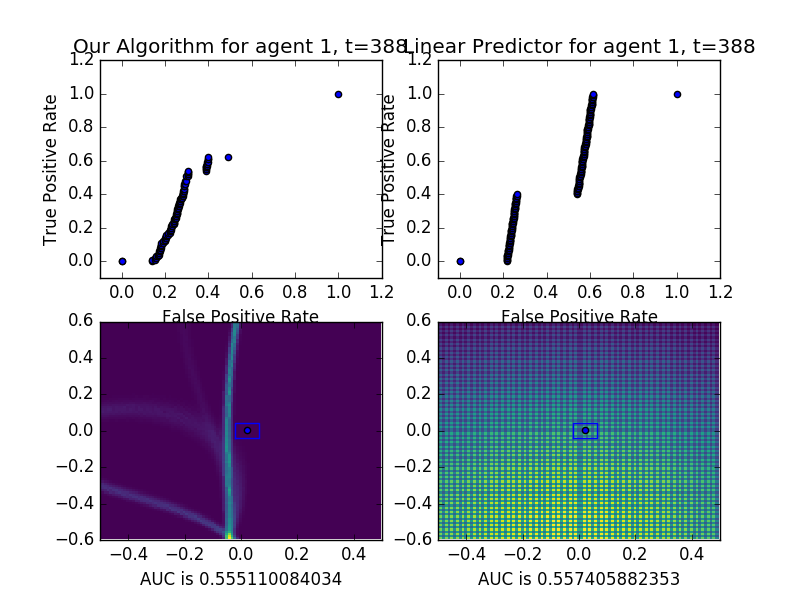 Our Algorithm for agent 1, t=388
Linear Predictor for agent 1, t=388
1.2
1.0
0.8
0.6
0.4
0.2
0.0
True Positive Rate
0.0 0.2 0.4 0.6 0.8 1.0 1.2
False Positive Rate
1.2
1.0
0.8
0.6
0.4
0.2
0.0
True Positive Rate
0.0 0.2 0.4 0.6 0.8 1.0 1.2
False Positive Rate
0.6
0.4
0.2
0.0
−0.2
−0.4
−0.6
−0.4 −0.2 0.0 0.2 0.4
AUC is 0.555110084034
0.6
0.4
0.2
0.0
−0.2
−0.4
−0.6
−0.4 −0.2 0.0 0.2 0.4
AUC is 0.557405882353